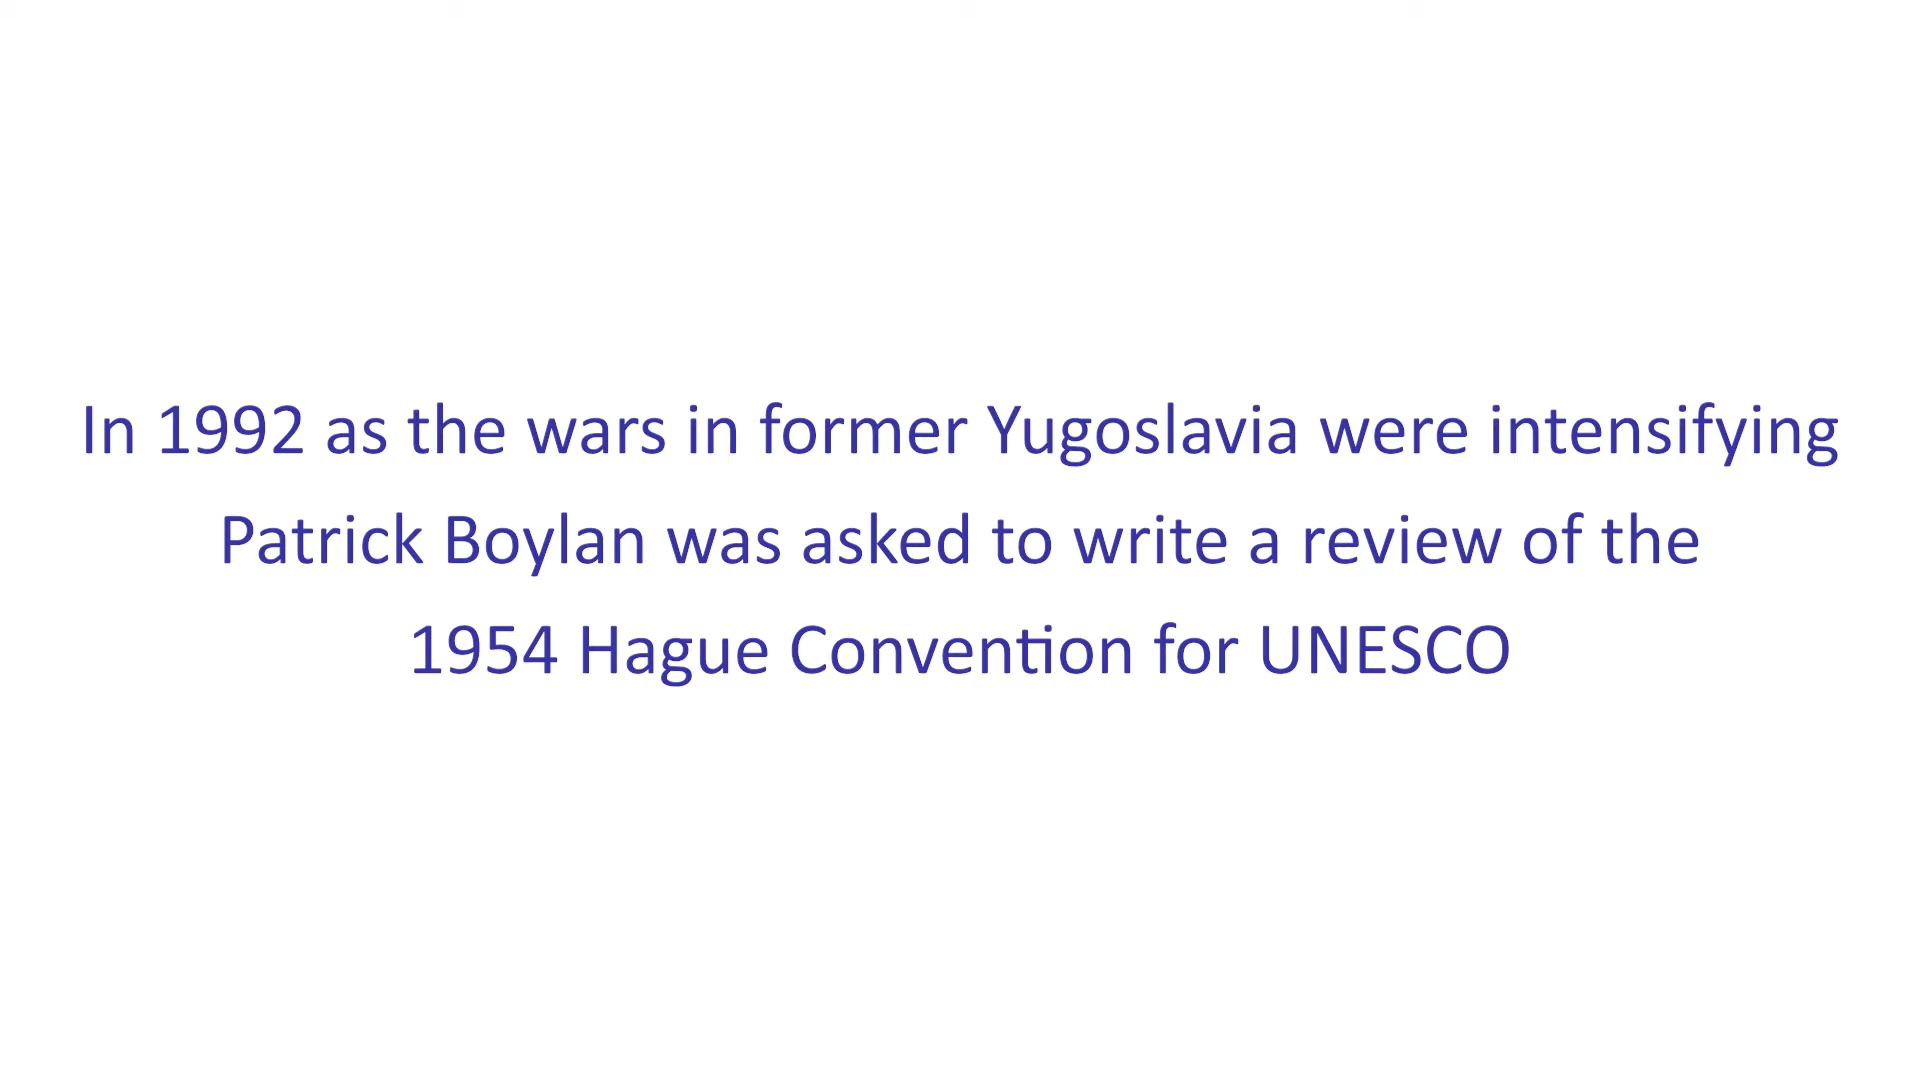 In 1992 as the wars in former Yugoslavia were intensifying
Patrick Boylan was asked to write a review of the
1954 Hague Convention for UNESCO